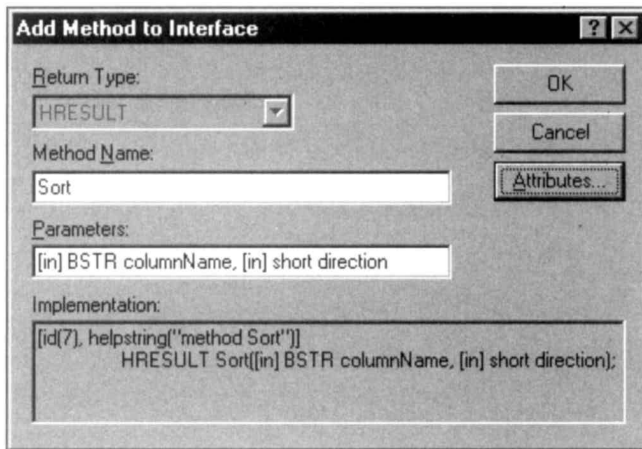 Add Method to Interface
Return Type:
HRESULT
Method Name:
Sort
Parameters:
[in] BSTR columnName, [in] short direction
Implementation:
[id(7), helpstring("method Sort")]
HRESULT Sort([in] BSTR columnName, [in] short direction);
OK
Cancel
Attributes...